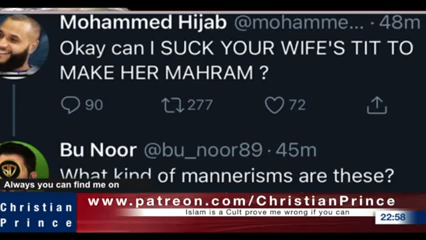 Mohammed Hijab @mohamme... · 48m
Okay can I SUCK YOUR WIFE'S TIT TO
MAKE HER MAHRAM ?
90 277 72
Bu Noor @bu_noor89 · 45m
What kind of mannerisms are these?
Always you can find me on
Christian
Prince
www.patreon.com/ChristianPrince
Islam is a Cult prove me wrong if you can
22:58